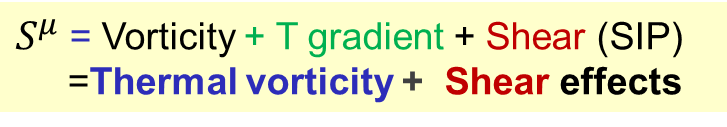 S^μ = Vorticity + T gradient + Shear (SIP)
=Thermal vorticity + Shear effects